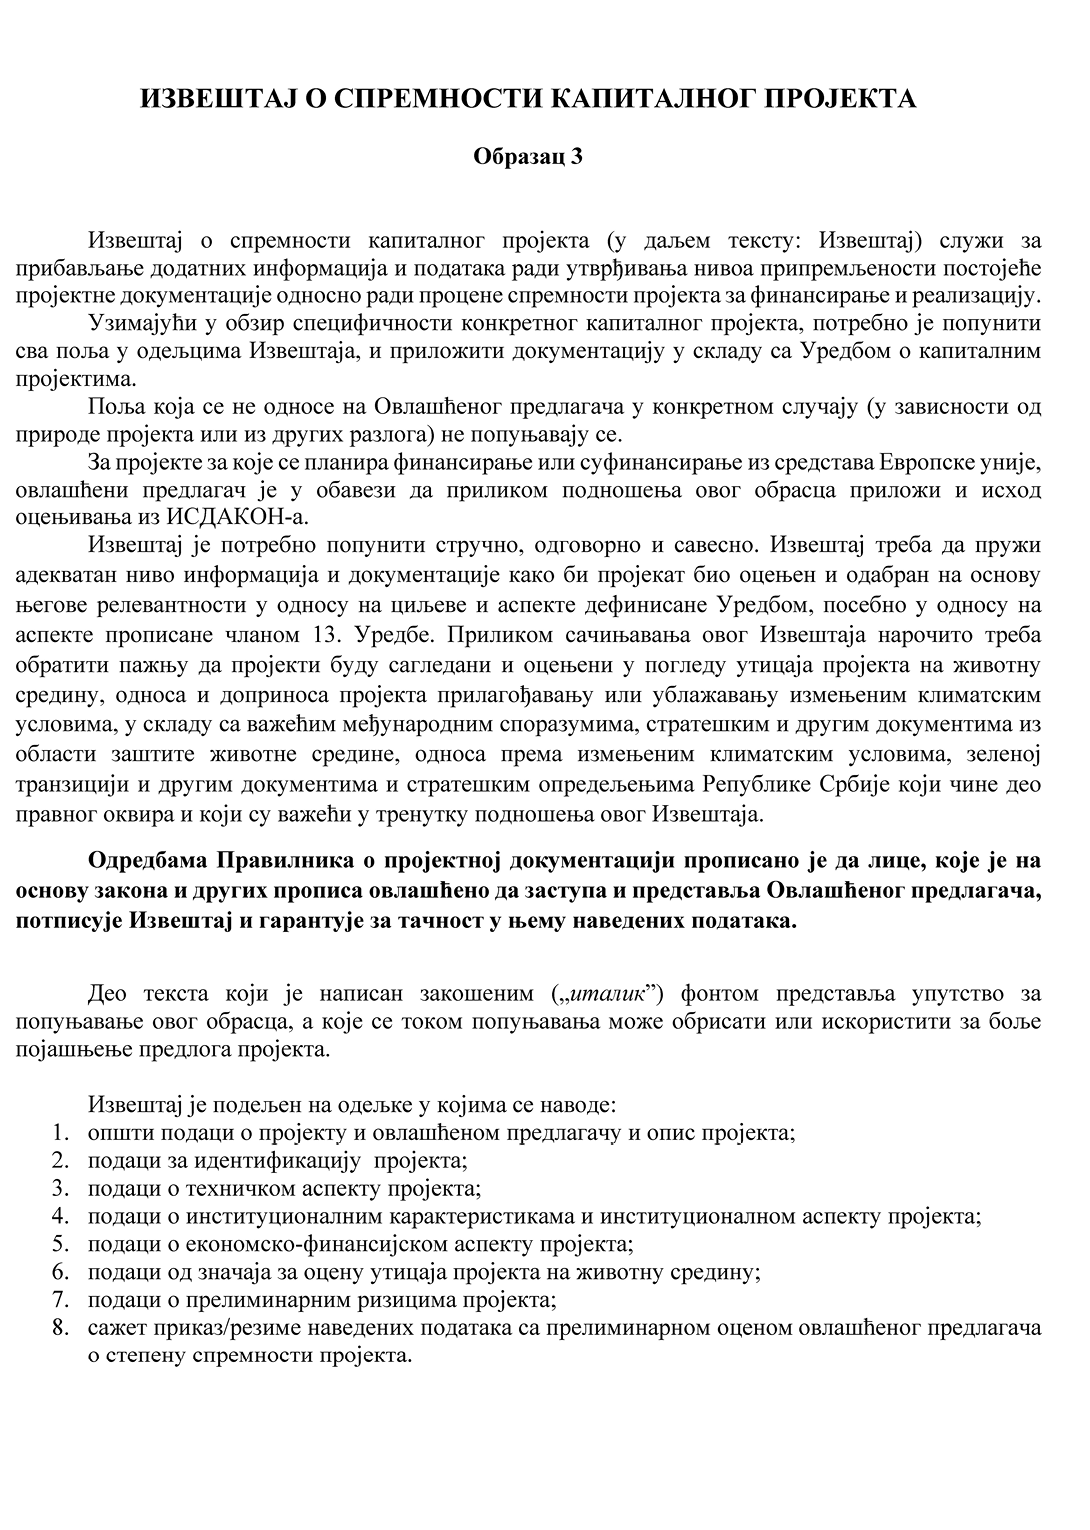 ИЗВЕШТАЈ О СПРЕМНОСТИ КАПИТАЛНОГ ПРОЈЕКТА
Образац 3
Извештај о спремности капиталног пројекта (у даљем тексту: Извештај) служи за
прибављање додатних информација и података ради утврђивања нивоа припремљености постојеће
пројектне документације односно ради процене спремности пројекта за финансирање и реализацију.
Узимајући у обзир специфичности конкретног капиталног пројекта, потребно је попунити
сва поља у одељцима Извештаја, и приложити документацију у складу са Уредбом о капиталним
пројектима.
Поља која се не односе на Овлашћеног предлагача у конкретном случају (у зависности од
природе пројекта или из других разлога) не попуњавају се.
За пројекте за које се планира финансирање или суфинансирање из средстава Европске уније,
овлашћени предлагач је у обавези да приликом подношења овог обрасца приложи и исход
оцењивања из ИСДАКОН-а.
Извештај је потребно попунити стручно, одговорно и савесно. Извештај треба да пружи
адекватан ниво информација и документације како би пројекат био оцењен и одабран на основу
његове релевантности у односу на циљеве и аспекте дефинисане Уредбом, посебно у односу на
аспекте прописане чланом 13. Уредбе. Приликом сачињавања овог Извештаја нарочито треба
обратити пажњу да пројекти буду сагледани и оцењени у погледу утицаја пројекта на животну
средину, односа и доприноса пројекта прилагођавању или ублажавању измењеним климатским
условима, у складу са важећим међународним споразумима, стратешким и другим документима из
области заштите животне средине, односа према измењеним климатским условима, зеленој
транзицији и другим документима и стратешким опредељењима Републике Србије који чине део
правног оквира и који су важећи у тренутку подношења овог Извештаја.
Одредбама Правилника о пројектној документацији прописано је да лице, које је на
основу закона и других прописа овлашћено да заступа и представља Овлашћеног предлагача,
потписује Извештај и гарантује за тачност у њему наведених података.
Део текста који је написан закошеним („италик”) фонтом представља упутство за
попуњавање овог обрасца, а које се током попуњавања може обрисати или искористити за боље
појашњење предлога пројекта.
Извештај је подељен на одељке у којима се наводе:
1. општи подаци о пројекту и овлашћеном предлагачу и опис пројекта;
2. подаци за идентификацију пројекта;
3. подаци о техничком аспекту пројекта;
4. подаци о институционалним карактеристикама и институционалном аспекту пројекта;
5. подаци о економско-финансијском аспекту пројекта;
6. подаци од значаја за оцену утицаја пројекта на животну средину;
7. подаци о прелиминарним ризицима пројекта;
8. сажет приказ/резиме наведених података са прелиминарном оценом овлашћеног предлагача
о степену спремности пројекта.